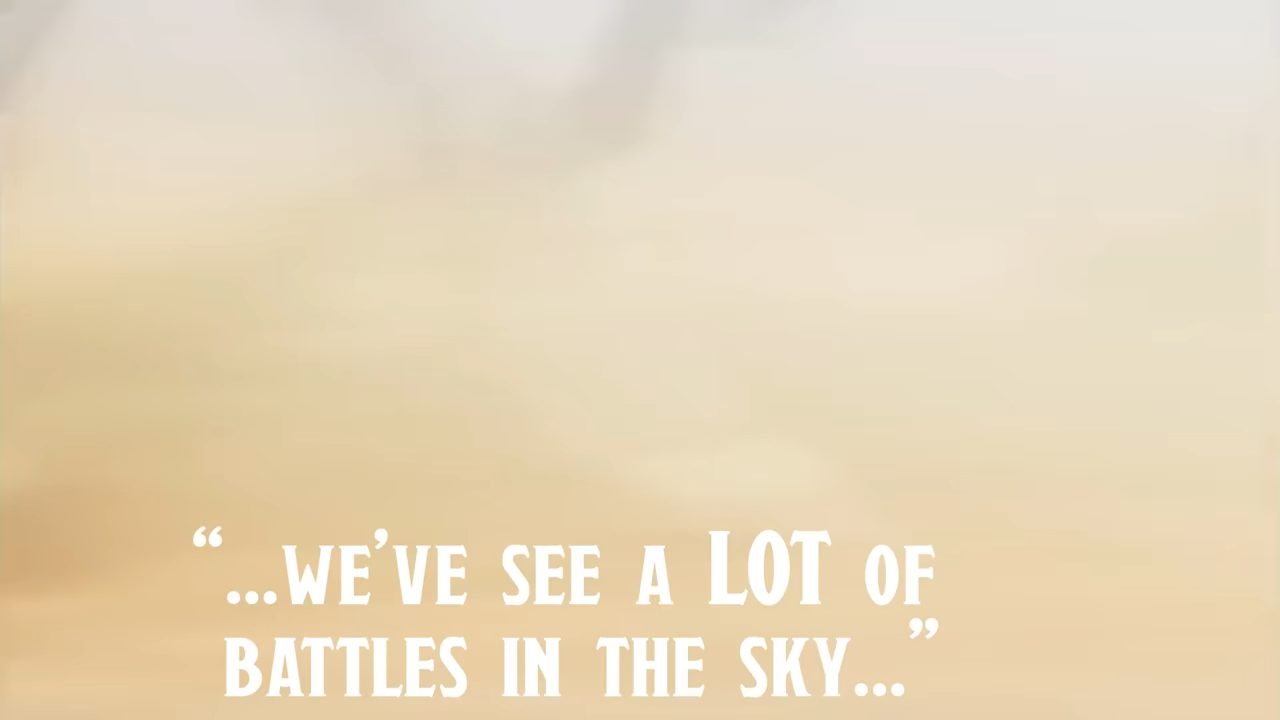 “...WE’VE SEE A LOT OF
BATTLES IN THE SKY...”